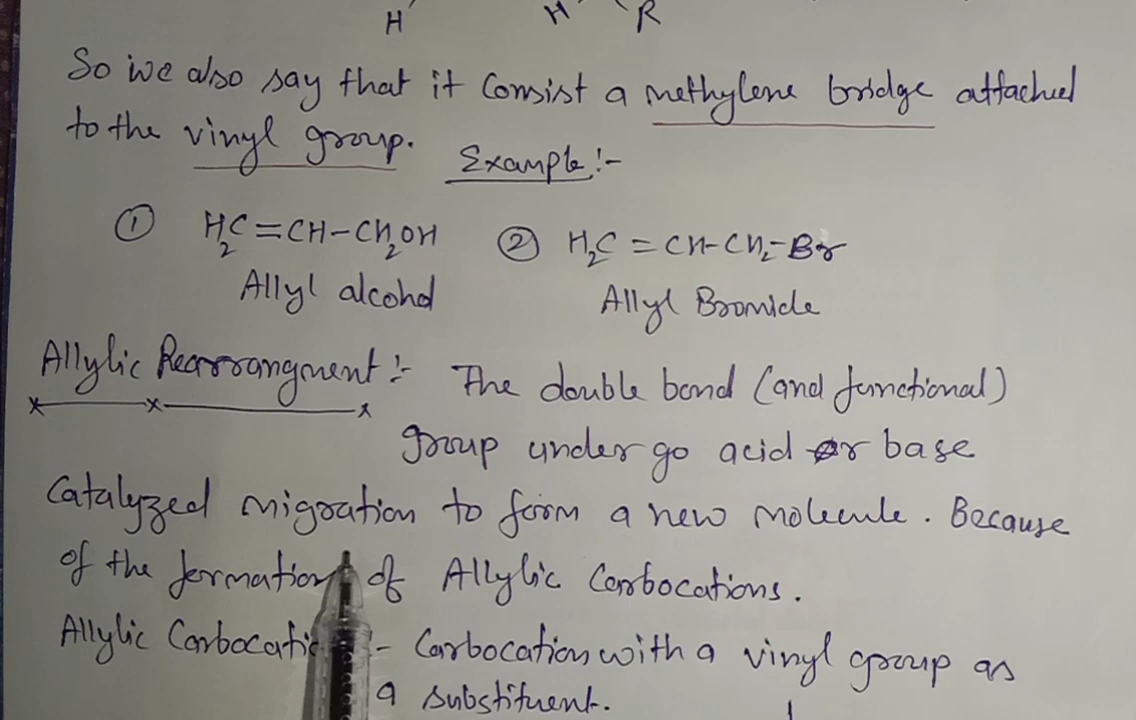 H H R
So we also say that it Consist a methylene bridge attached
to the vinyl group. Example:-
① H₂C=CH-CH₂OH ② H₂C=CH-CH₂-Br
Allyl alcohol Allyl Bromide
Allylic Rearrangment:- The double bond (and functional)
group undergo acid or base
Catalyzed migration to form a new molecule. Because
of the formation of Allylic Carbocations.
Allylic :- Carbocation with a vinyl group as
a substituent.